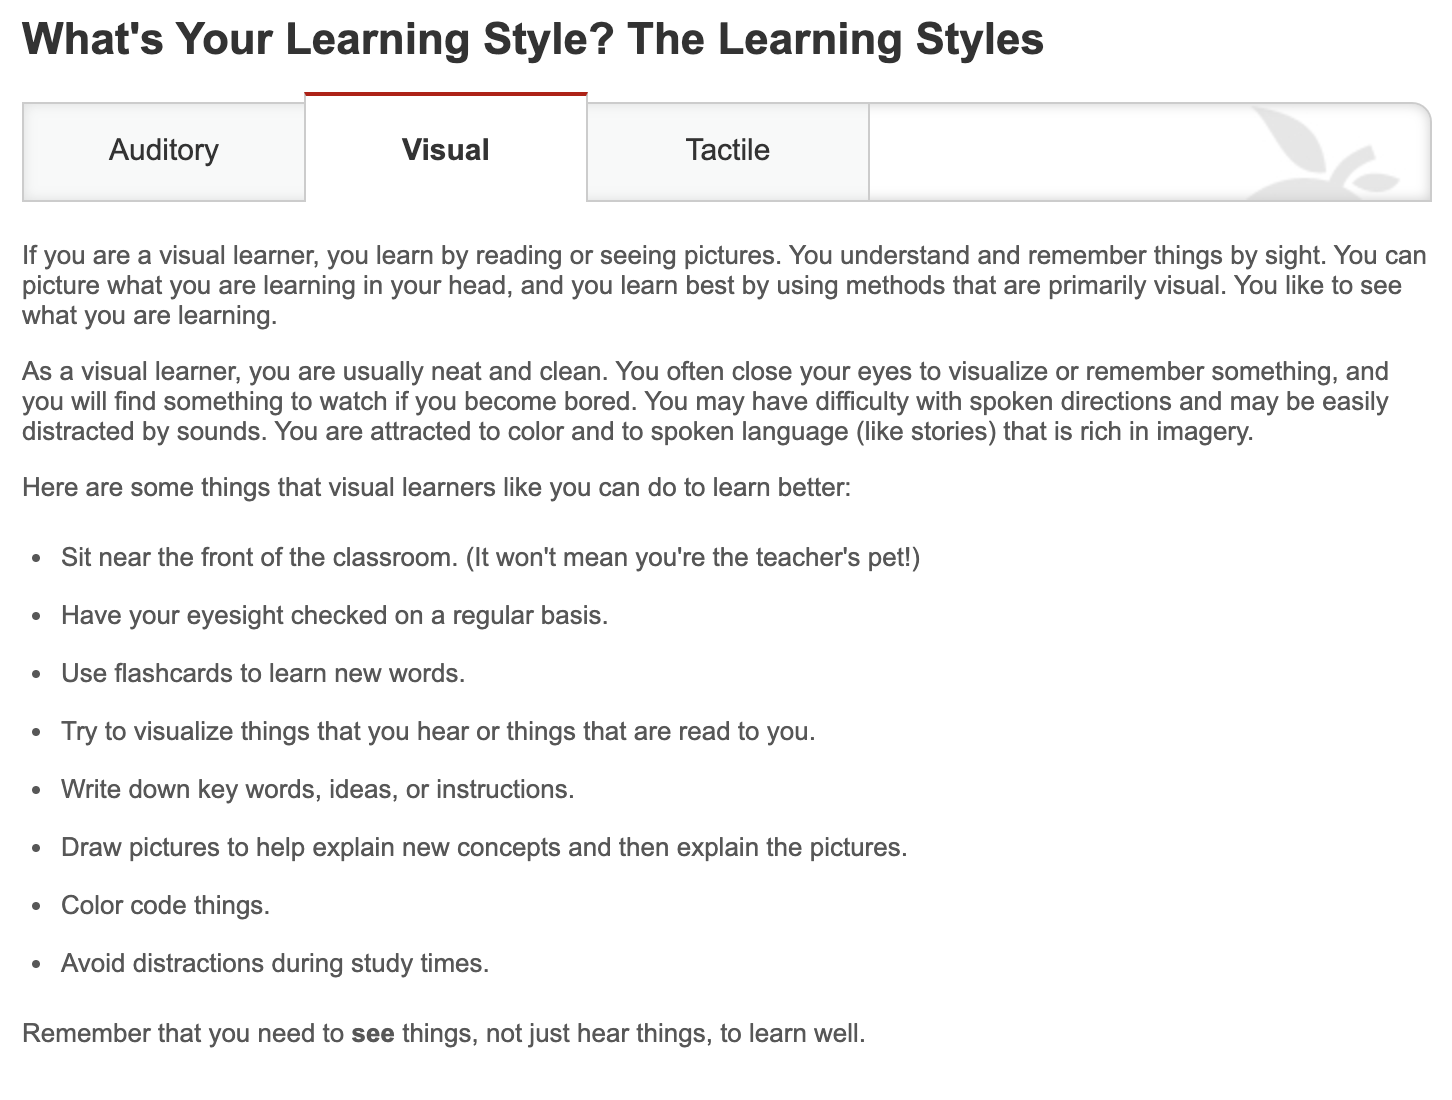 What's Your Learning Style? The Learning Styles
Auditory
Visual
Tactile
If you are a visual learner, you learn by reading or seeing pictures. You understand and remember things by sight. You can
picture what you are learning in your head, and you learn best by using methods that are primarily visual. You like to see
what you are learning.
As a visual learner, you are usually neat and clean. You often close your eyes to visualize or remember something, and
you will find something to watch if you become bored. You may have difficulty with spoken directions and may be easily
distracted by sounds. You are attracted to color and to spoken language (like stories) that is rich in imagery.
Here are some things that visual learners like you can do to learn better:
• Sit near the front of the classroom. (It won't mean you're the teacher's pet!)
• Have your eyesight checked on a regular basis.
• Use flashcards to learn new words.
• Try to visualize things that you hear or things that are read to you.
• Write down key words, ideas, or instructions.
• Draw pictures to help explain new concepts and then explain the pictures.
• Color code things.
• Avoid distractions during study times.
Remember that you need to see things, not just hear things, to learn well.